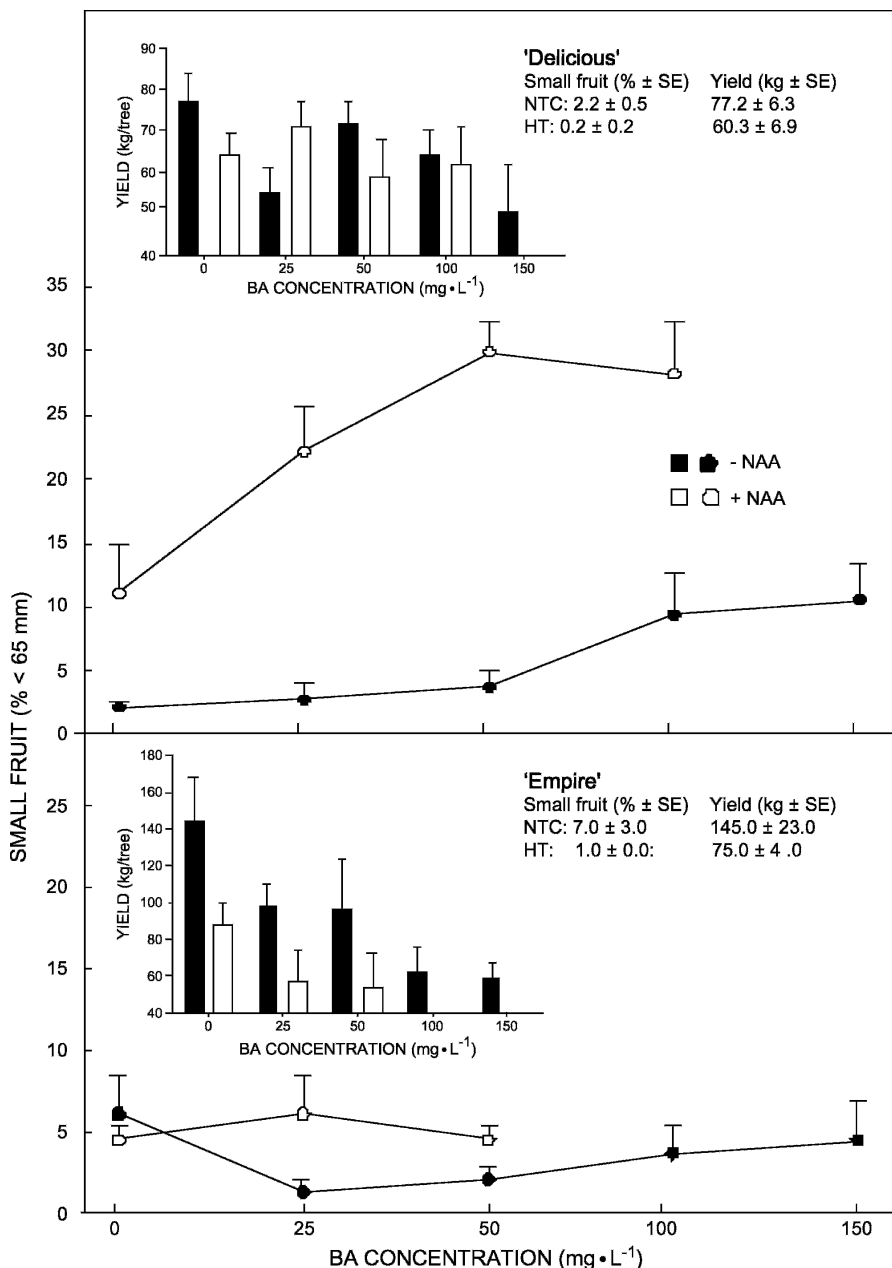 90
80
70
60
50
40
YIELD (kg/tree)
0 25 50 100 150
BA CONCENTRATION (mg•L-1)
'Delicious'
Small fruit (% ± SE) Yield (kg ± SE)
NTC: 2.2 ± 0.5 77.2 ± 6.3
HT: 0.2 ± 0.2 60.3 ± 6.9
35
30
25
20
15
10
5
0
- NAA
+ NAA
SMALL FRUIT (% < 65 mm)
180
160
140
120
100
80
60
40
YIELD (kg/tree)
0 25 50 100 150
BA CONCENTRATION (mg•L-1)
'Empire'
Small fruit (% ± SE) Yield (kg ± SE)
NTC: 7.0 ± 3.0 145.0 ± 23.0
HT: 1.0 ± 0.0: 75.0 ± 4 .0
25
20
15
10
5
0
0 25 50 100 150
BA CONCENTRATION (mg•L-1)